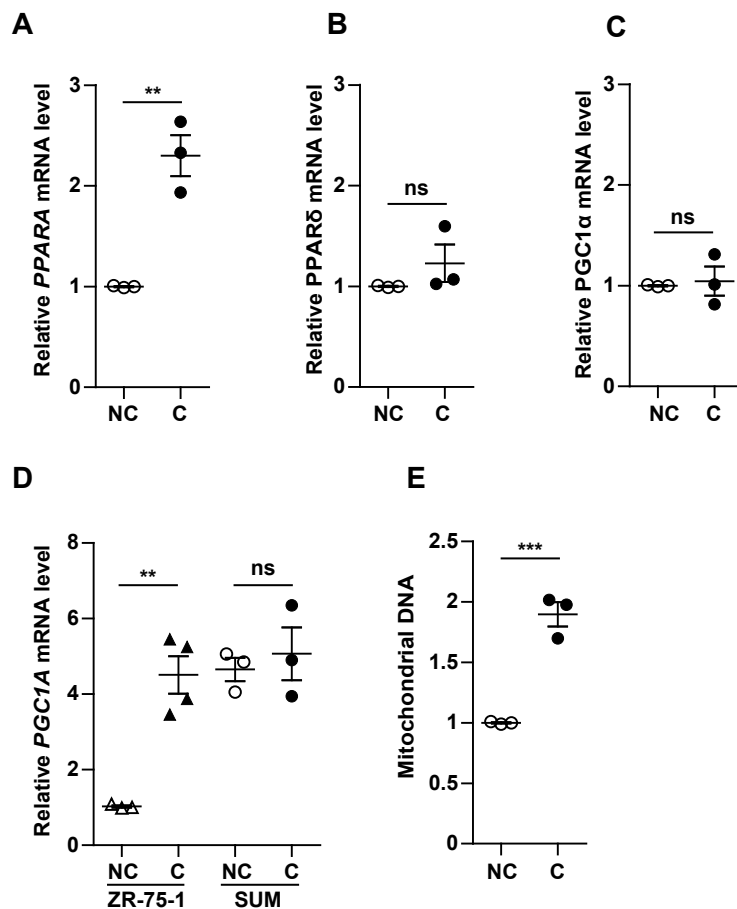 A
Relative PPARA mRNA level
3
2
1
0
**
NC C
B
Relative PPARδ mRNA level
3
2
1
0
ns
NC C
C
Relative PGC1α mRNA level
3
2
1
0
ns
NC C
D
Relative PGC1A mRNA level
8
6
4
2
0
**
ns
NC C NC C
ZR-75-1 SUM
E
Mitochondrial DNA
2.5
2
1.5
1
0.5
0
***
NC C